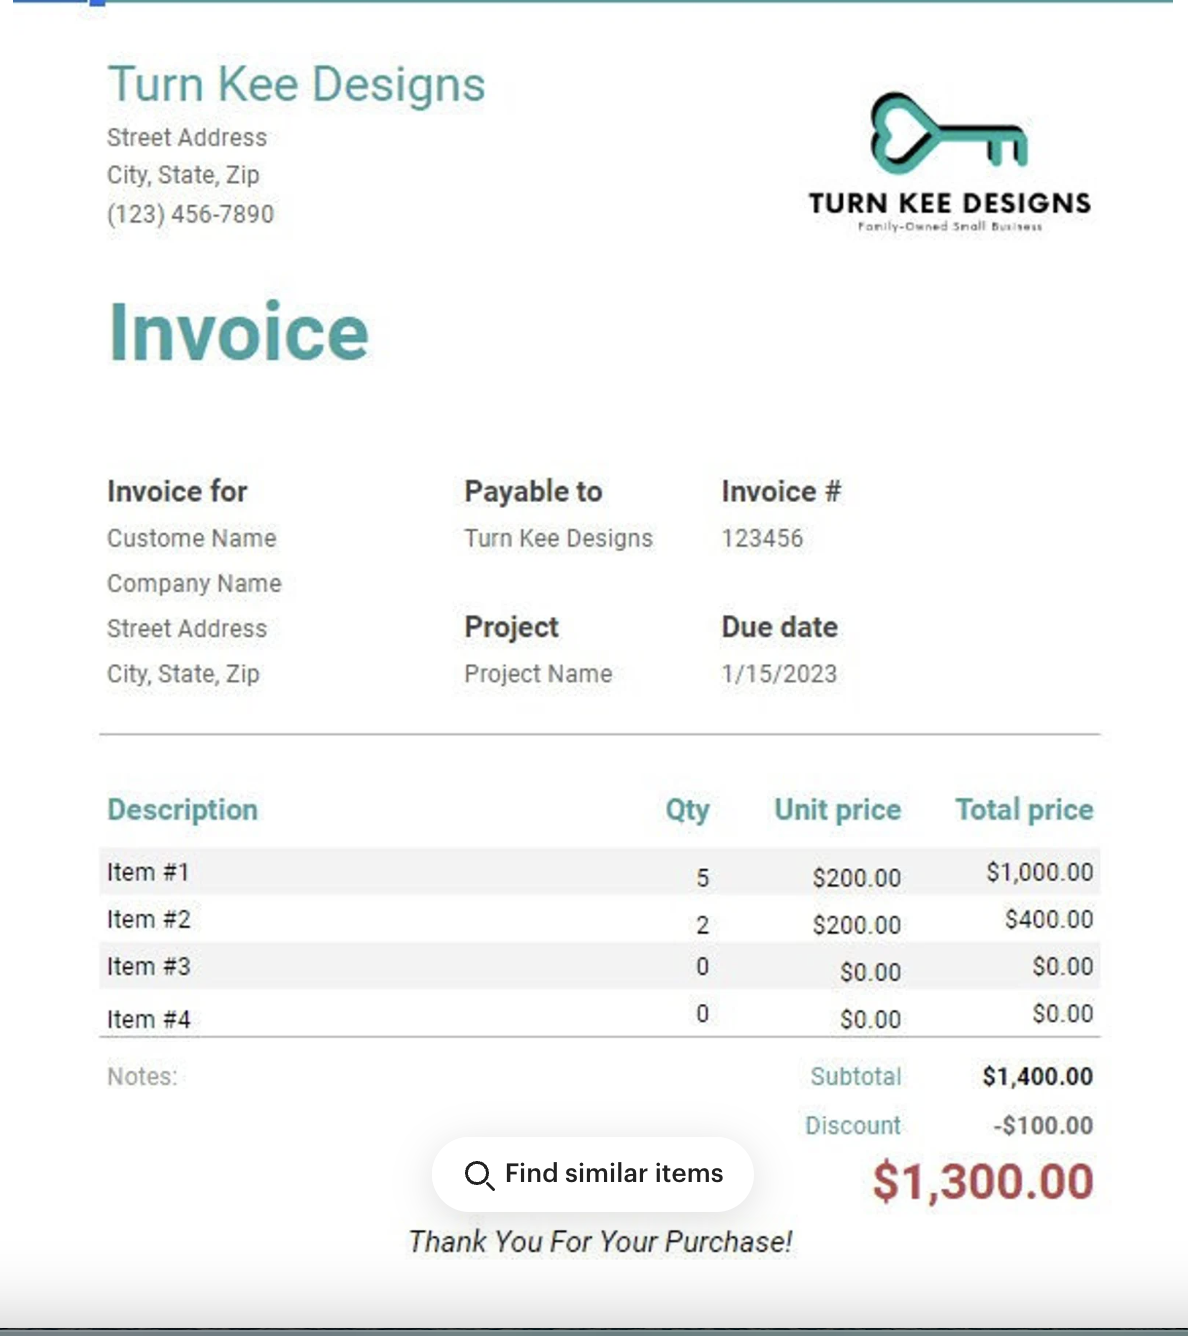 Turn Kee Designs
Street Address
City, State, Zip
(123) 456-7890
TURN KEE DESIGNS
Family-Owned Small Business
Invoice
Invoice for Payable to Invoice #
Custome Name Turn Kee Designs 123456
Company Name
Street Address Project Due date
City, State, Zip Project Name 1/15/2023
Description Qty Unit price Total price
Item #1 5 $200.00 $1,000.00
Item #2 2 $200.00 $400.00
Item #3 0 $0.00 $0.00
Item #4 0 $0.00 $0.00
Notes: Subtotal $1,400.00
Discount -$100.00
Find similar items $1,300.00
Thank You For Your Purchase!